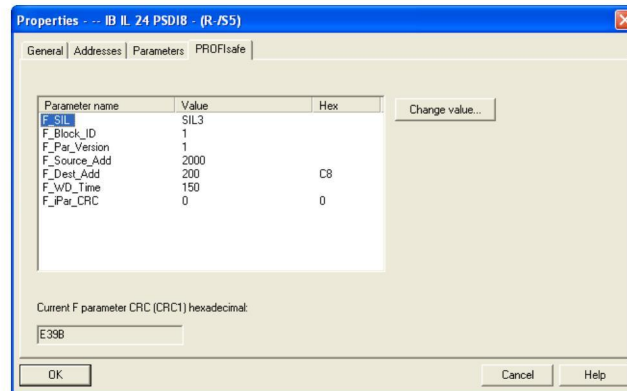 Properties - -- IB IL 24 PSDI8 - (R-/S5)
General Addresses Parameters PROFIsafe
Parameter name Value Hex
F_SIL SIL3
F_Block_ID 1
F_Par_Version 1
F_Source_Add 2000
F_Dest_Add 200 C8
F_WD_Time 150
F_iPar_CRC 0 0
Change value...
Current F parameter CRC (CRC1) hexadecimal:
E39B
OK Cancel Help